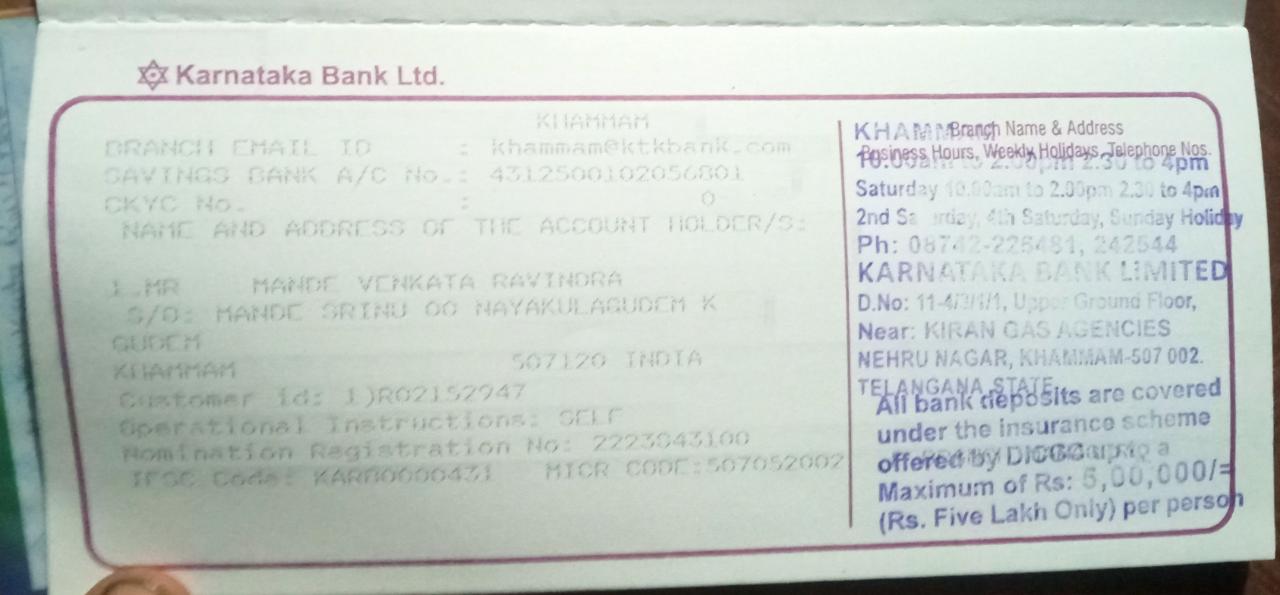 Karnataka Bank Ltd.
KHAMMAM
BRANCH EMAIL ID : khammam@ktkbank.com
SAVINGS BANK A/C No.: 4312500102056801
CKYC No. : 0
NAME AND ADDRESS OF THE ACCOUNT HOLDER/S:
1.MR MANDE VENKATA RAVINDRA
S/O: MANDE SRINU OO NAYAKULAGUDEM K
GUDEM
KHAMMAM 507120 INDIA
Customer id: 1)R02152947
Operational Instructions: SELF
Nomination Registration No: 2223843100
IFSC Code: KARB0000431 MICR CODE:507052002
KHAMMAM
Branch Name & Address
Business Hours, Weekly Holidays, Telephone Nos.
10.00am to 2.00pm 2.30 to 4pm
Saturday 10.00am to 2.00pm 2.30 to 4pm
2nd Saturday, 4th Saturday, Sunday Holiday
Ph: 08742-225481, 242544
KARNATAKA BANK LIMITED
D.No: Upper Ground Floor,
Near: KIRAN GAS AGENCIES
NEHRU NAGAR, KHAMMAM-507 002.
TELANGANA STATE
All bank deposits are covered
under the insurance scheme
offered by DICGC upto a
Maximum of Rs: 5,00,000/=
(Rs. Five Lakh Only) per person